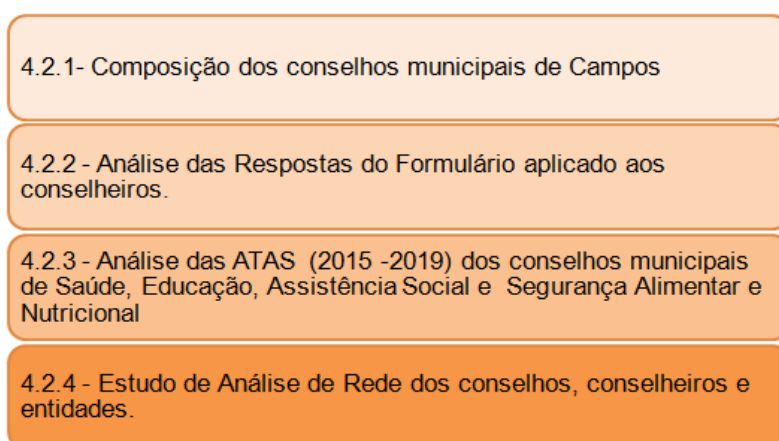 4.2.1- Composição dos conselhos municipais de Campos
4.2.2 - Análise das Respostas do Formulário aplicado aos
conselheiros.
4.2.3 - Análise das ATAS (2015 -2019) dos conselhos municipais
de Saúde, Educação, Assistência Social e Segurança Alimentar e
Nutricional
4.2.4 - Estudo de Análise de Rede dos conselhos, conselheiros e
entidades.